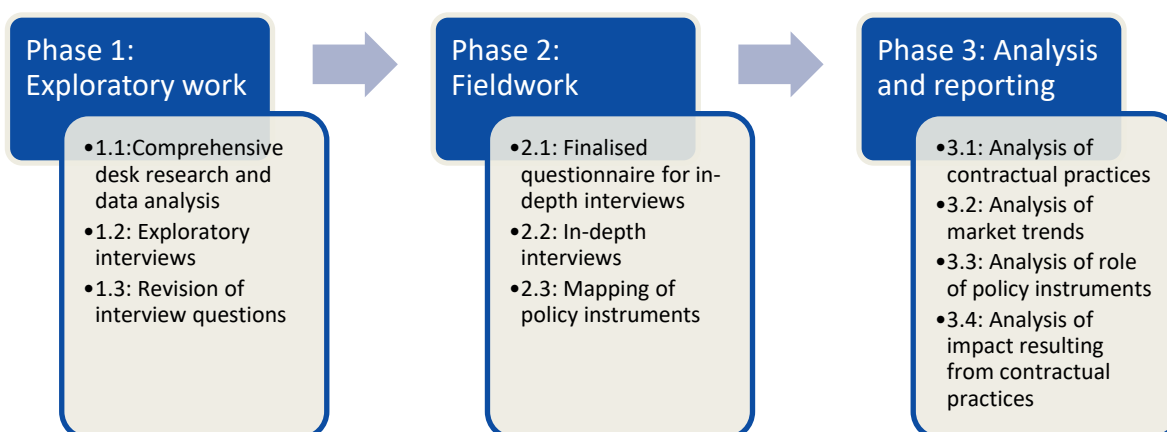 Phase 1:
Exploratory work
•1.1:Comprehensive
desk research and
data analysis
•1.2: Exploratory
interviews
•1.3: Revision of
interview questions
Phase 2:
Fieldwork
•2.1: Finalised
questionnaire for in-
depth interviews
•2.2: In-depth
interviews
•2.3: Mapping of
policy instruments
Phase 3: Analysis
and reporting
•3.1: Analysis of
contractual practices
•3.2: Analysis of
market trends
•3.3: Analysis of role
of policy instruments
•3.4: Analysis of
impact resulting
from contractual
practices